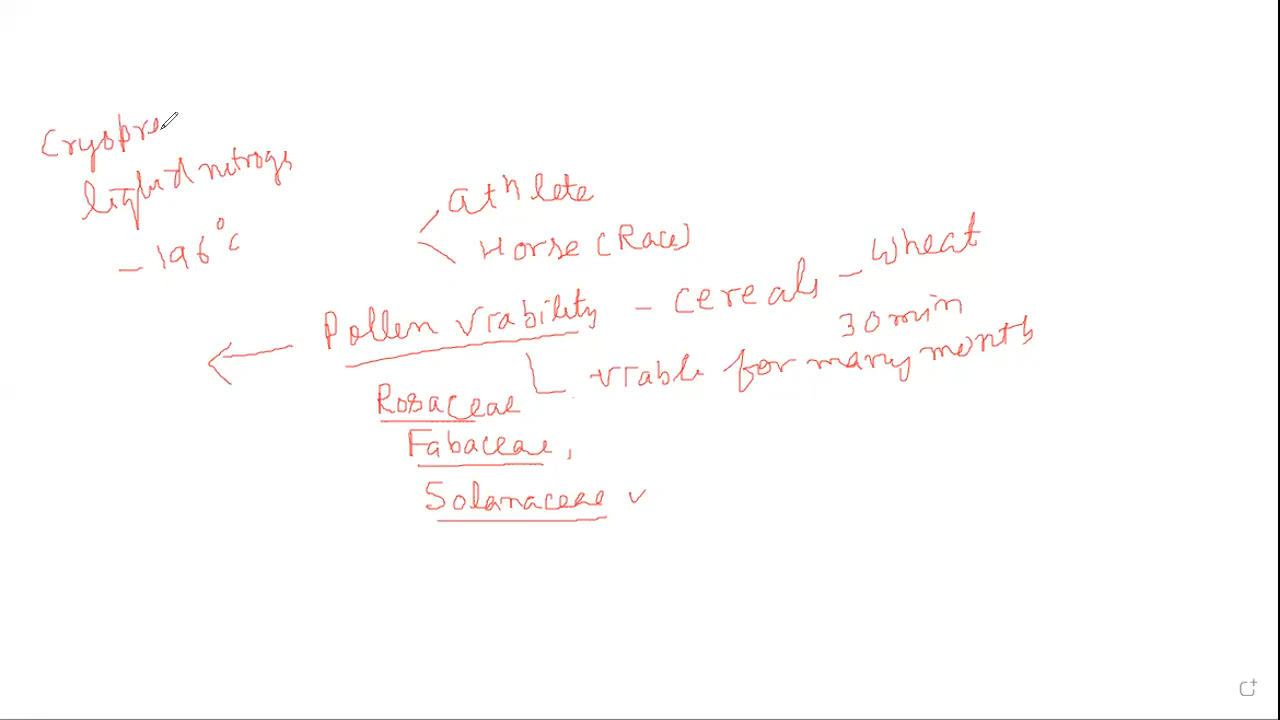 Cryopre
liquid nitrogs
- 196°C
Athlete
Horse (Race)
Pollen viability - cereals - wheat
30 min
viable for many months
Rosaceae
Fabaceae,
Solanaceae